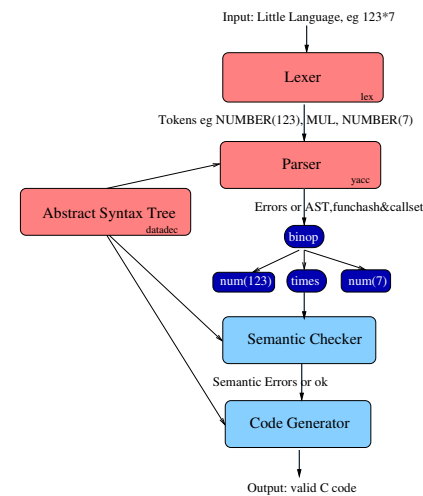 Input: Little Language, eg 123*7
Lexer
lex
Tokens eg NUMBER(123), MUL, NUMBER(7)
Parser
yacc
Abstract Syntax Tree
datadec
Errors or AST,funchash&callset
binop
num(123)
times
num(7)
Semantic Checker
Semantic Errors or ok
Code Generator
Output: valid C code